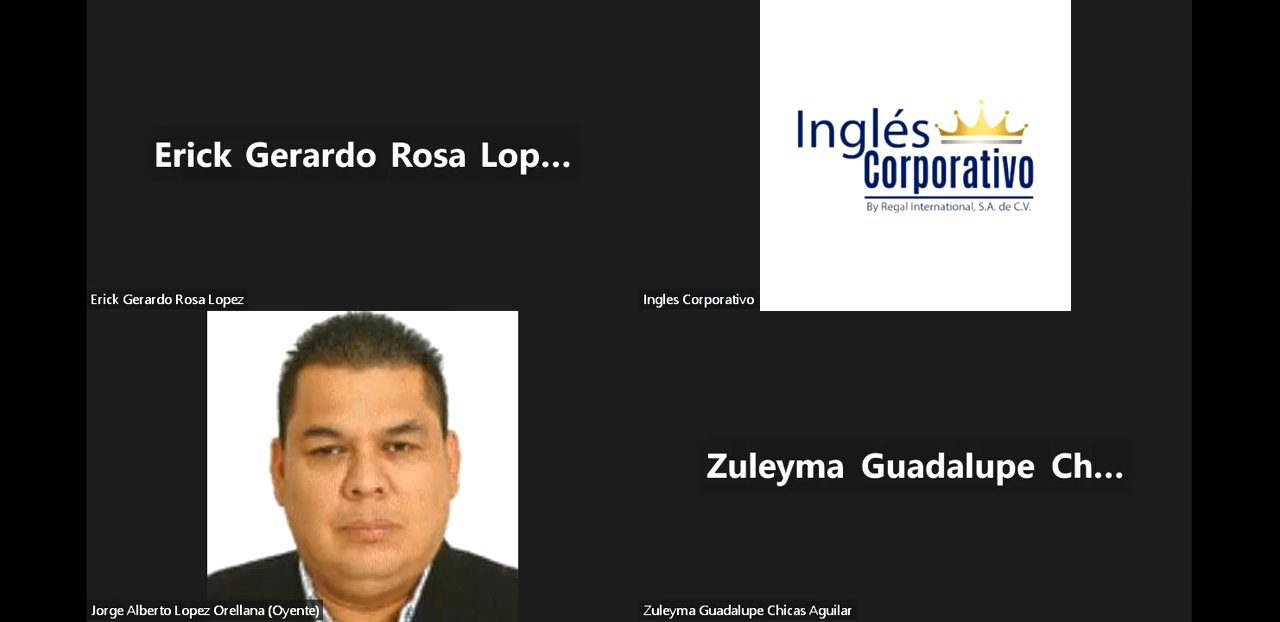 Erick Gerardo Rosa Lop...
Inglés
Corporativo
By Regal International, S.A. de C.V.
Erick Gerardo Rosa Lopez
Ingles Corporativo
Zuleyma Guadalupe Ch...
Jorge Alberto Lopez Orellana (Oyente)
Zuleyma Guadalupe Chicas Aguilar